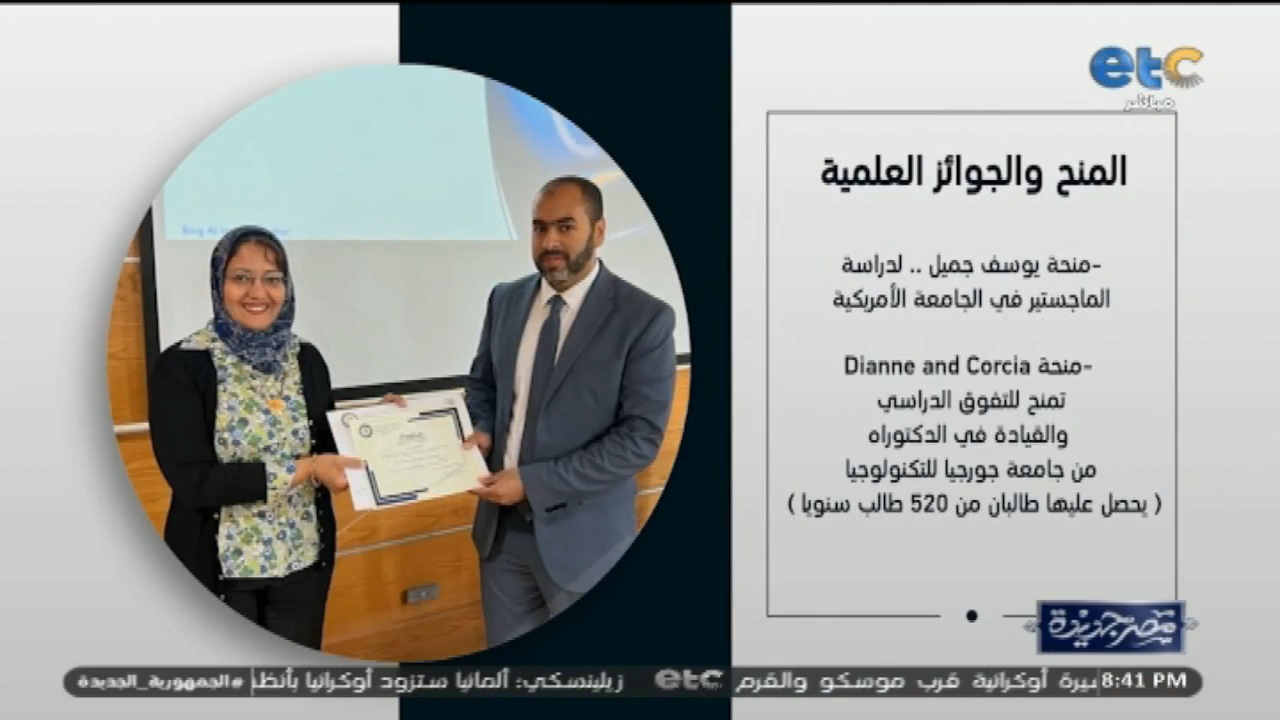 etc
مباشر
المنح والجوائز العلمية
-منحة يوسف جميل .. لدراسة
الماجستير في الجامعة الأمريكية
-منحة Dianne and Corcia
تمنح للتفوق الدراسي
والقيادة في الدكتوراه
من جامعة جورجيا للتكنولوجيا
( يحصل عليها طالبان من 520 طالب سنويا )
مصر جديدة
8:41 PM
سيرة أوكرانية قرب موسكو والقرم etc زيلينسكي: ألمانيا ستزود أوكرانيا بأنظ
#الجمهورية_الجديدة